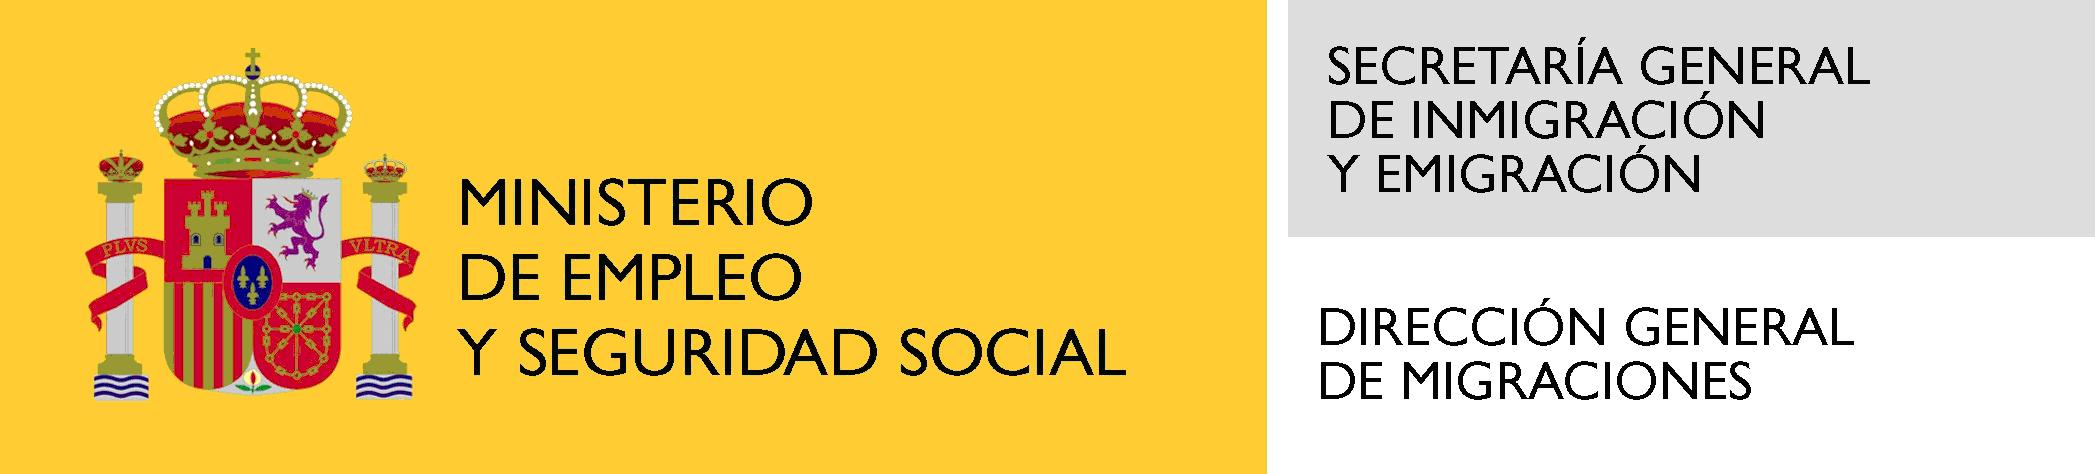 PLVS
VLTRA
MINISTERIO
DE EMPLEO
Y SEGURIDAD SOCIAL
SECRETARÍA GENERAL
DE INMIGRACIÓN
Y EMIGRACIÓN
DIRECCIÓN GENERAL
DE MIGRACIONES